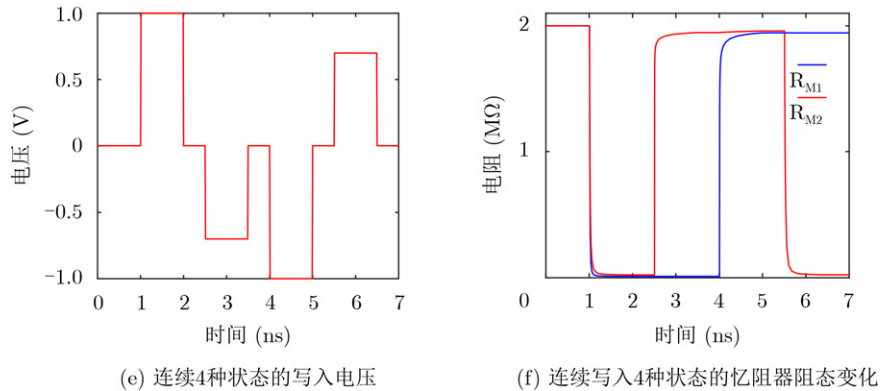 1.0
0.5
0
−0.5
−1.0
电压 (V)
0 1 2 3 4 5 6 7
时间 (ns)
(e) 连续4种状态的写入电压
2
1
电阻 (MΩ)
R_M1
R_M2
0 1 2 3 4 5 6 7
时间 (ns)
(f) 连续写入4种状态的忆阻器阻态变化